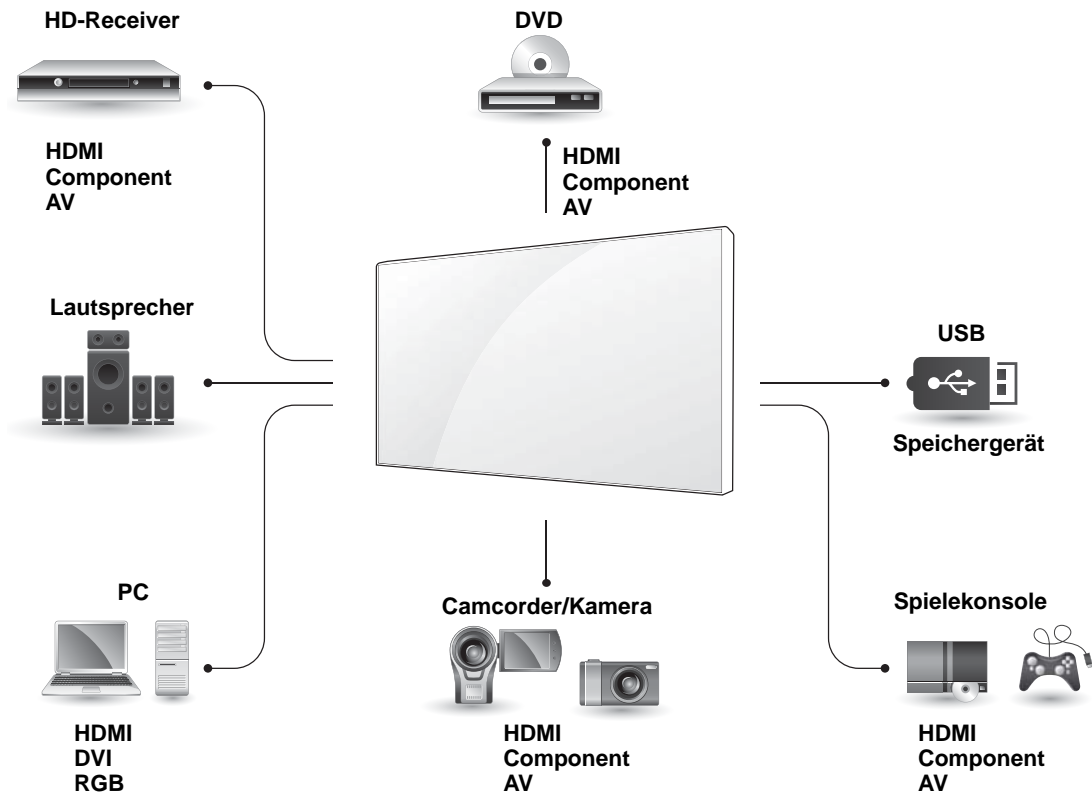 HD-Receiver
HDMI
Component
AV
DVD
HDMI
Component
AV
Lautsprecher
USB
Speichergerät
PC
HDMI
DVI
RGB
Camcorder/Kamera
HDMI
Component
AV
Spielekonsole
HDMI
Component
AV